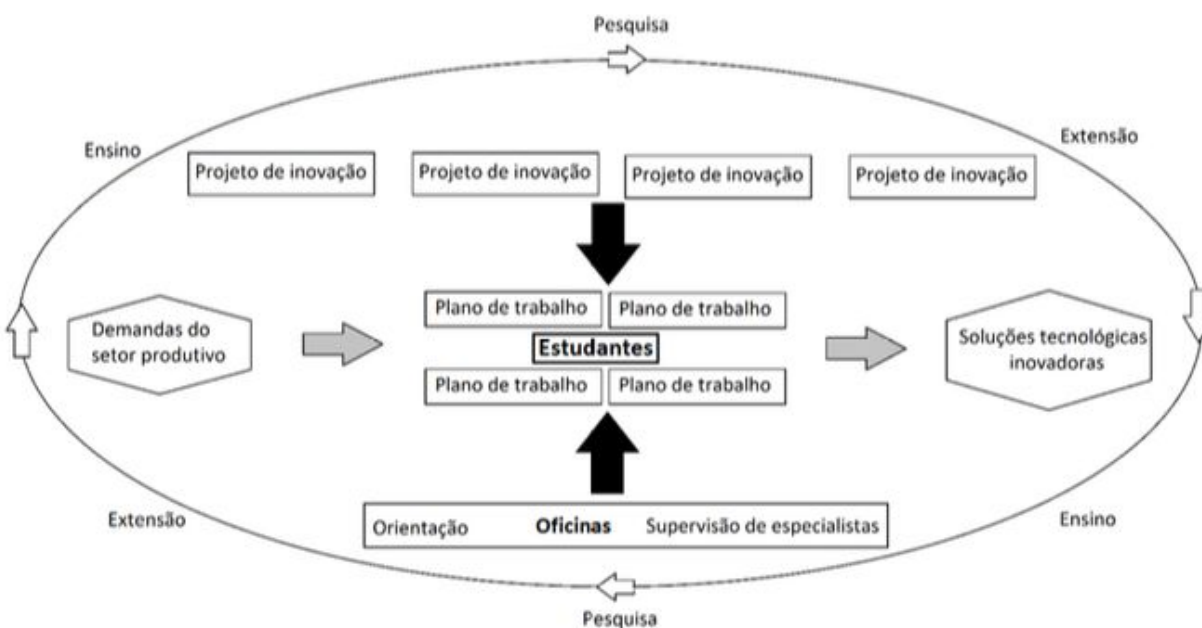 Pesquisa
Ensino
Extensão
Projeto de inovação
Projeto de inovação
Projeto de inovação
Projeto de inovação
Demandas do
setor produtivo
Plano de trabalho
Plano de trabalho
Estudantes
Plano de trabalho
Plano de trabalho
Soluções tecnológicas
inovadoras
Extensão
Orientação Oficinas Supervisão de especialistas
Ensino
Pesquisa